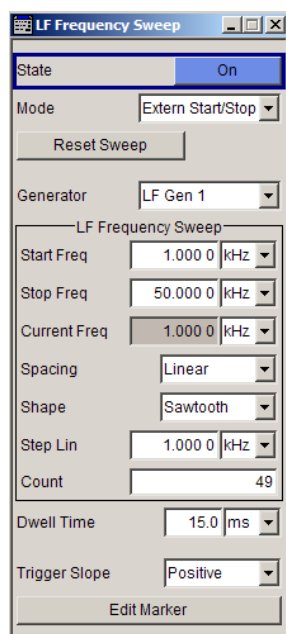 LF Frequency Sweep
State On
Mode Extern Start/Stop
Reset Sweep
Generator LF Gen 1
LF Frequency Sweep
Start Freq 1.000 0 kHz
Stop Freq 50.000 0 kHz
Current Freq 1.000 0 kHz
Spacing Linear
Shape Sawtooth
Step Lin 1.000 0 kHz
Count 49
Dwell Time 15.0 ms
Trigger Slope Positive
Edit Marker